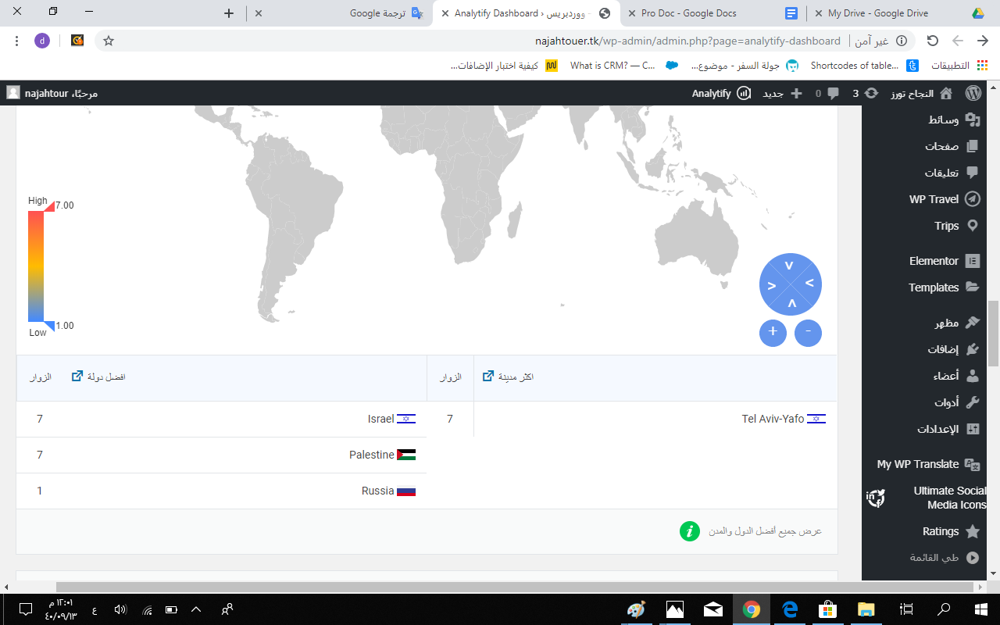 ترجمة Google
Analytify Dashboard ‹ ووردبريس
Pro Doc - Google Docs
My Drive - Google Drive
d
غير آمن
najahtouer.tk/wp-admin/admin.php?page=analytify-dashboard
التطبيقات
Shortcodes of table...
جولة السفر - موضوع...
What is CRM? — C...
كيفية اختبار الإضافات...
النجاح تورز
3
0
جديد
Analytify
مرحبًا، najahtour
وسائط
صفحات
تعليقات
WP Travel
Trips
Elementor
Templates
مظهر
إضافات
أعضاء
أدوات
الإعدادات
My WP Translate
Ultimate Social
Media Icons
Ratings
طي القائمة
High
7.00
1.00
Low
+
-
اكثر مدينة
الزوار
افضل دولة
الزوار
Tel Aviv-Yafo
7
Israel
7
Palestine
7
Russia
1
عرض جميع أفضل الدول والمدن
ع
١٢:٠١ م
٤٠/٠٩/١٣